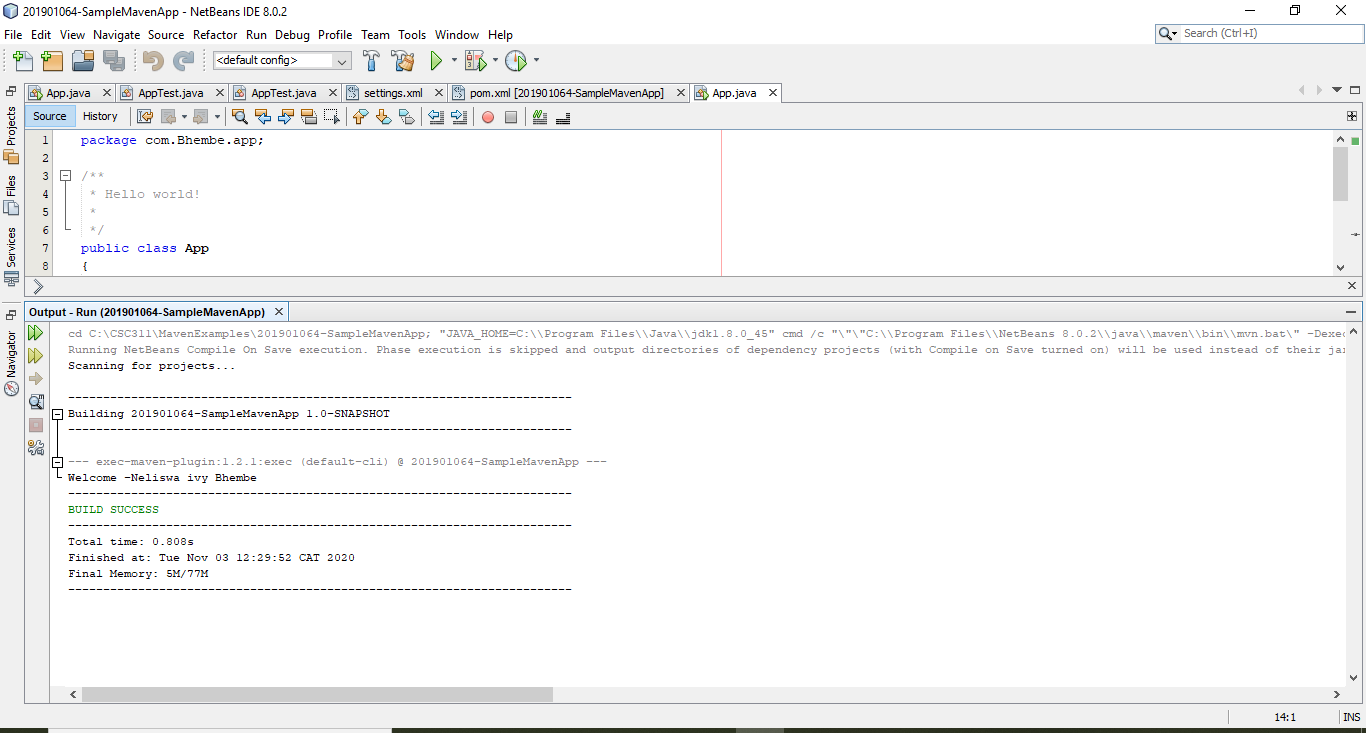 201901064-SampleMavenApp - NetBeans IDE 8.0.2
File Edit View Navigate Source Refactor Run Debug Profile Team Tools Window Help
Search (Ctrl+I)
<default config>
App.java AppTest.java AppTest.java settings.xml pom.xml [201901064-SampleMavenApp] App.java
Source History
Projects
Files
Services
Navigator
1 package com.Bhembe.app;
2
3 /**
4 * Hello world!
5 *
6 */
7 public class App
8 {
Output - Run (201901064-SampleMavenApp)
cd C:\CSC311\MavenExamples\201901064-SampleMavenApp; "JAVA_HOME=C:\\Program Files\\Java\\jdk1.8.0_45" cmd /c "\"\"C:\\Program Files\\NetBeans 8.0.2\\java\\maven\\bin\\mvn.bat\" -Dexe
Running NetBeans Compile On Save execution. Phase execution is skipped and output directories of dependency projects (with Compile on Save turned on) will be used instead of their jar
Scanning for projects...
------------------------------------------------------------------------
Building 201901064-SampleMavenApp 1.0-SNAPSHOT
------------------------------------------------------------------------
--- exec-maven-plugin:1.2.1:exec (default-cli) @ 201901064-SampleMavenApp ---
Welcome -Neliswa ivy Bhembe
------------------------------------------------------------------------
BUILD SUCCESS
------------------------------------------------------------------------
Total time: 0.808s
Finished at: Tue Nov 03 12:29:52 CAT 2020
Final Memory: 5M/77M
------------------------------------------------------------------------
14:1 INS